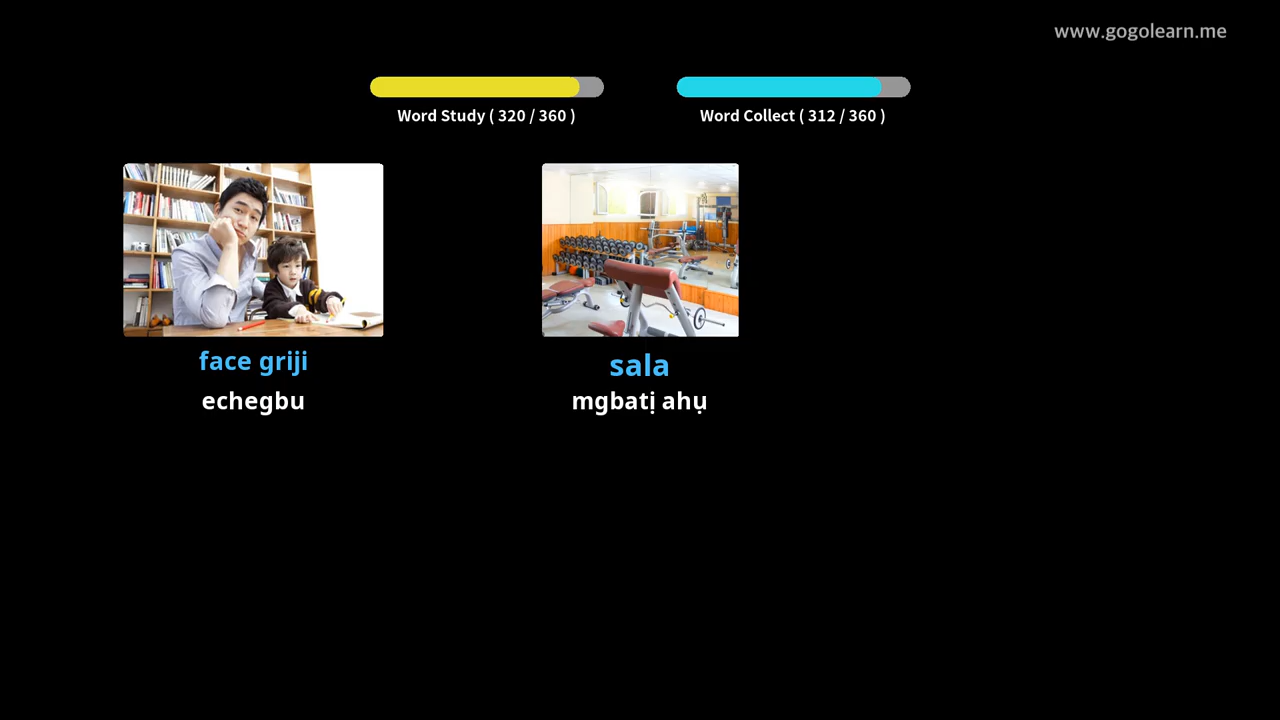 www.gogolearn.me
Word Study ( 320 / 360 )
Word Collect ( 312 / 360 )
face griji
echegbu
sala
mgbatị ahụ